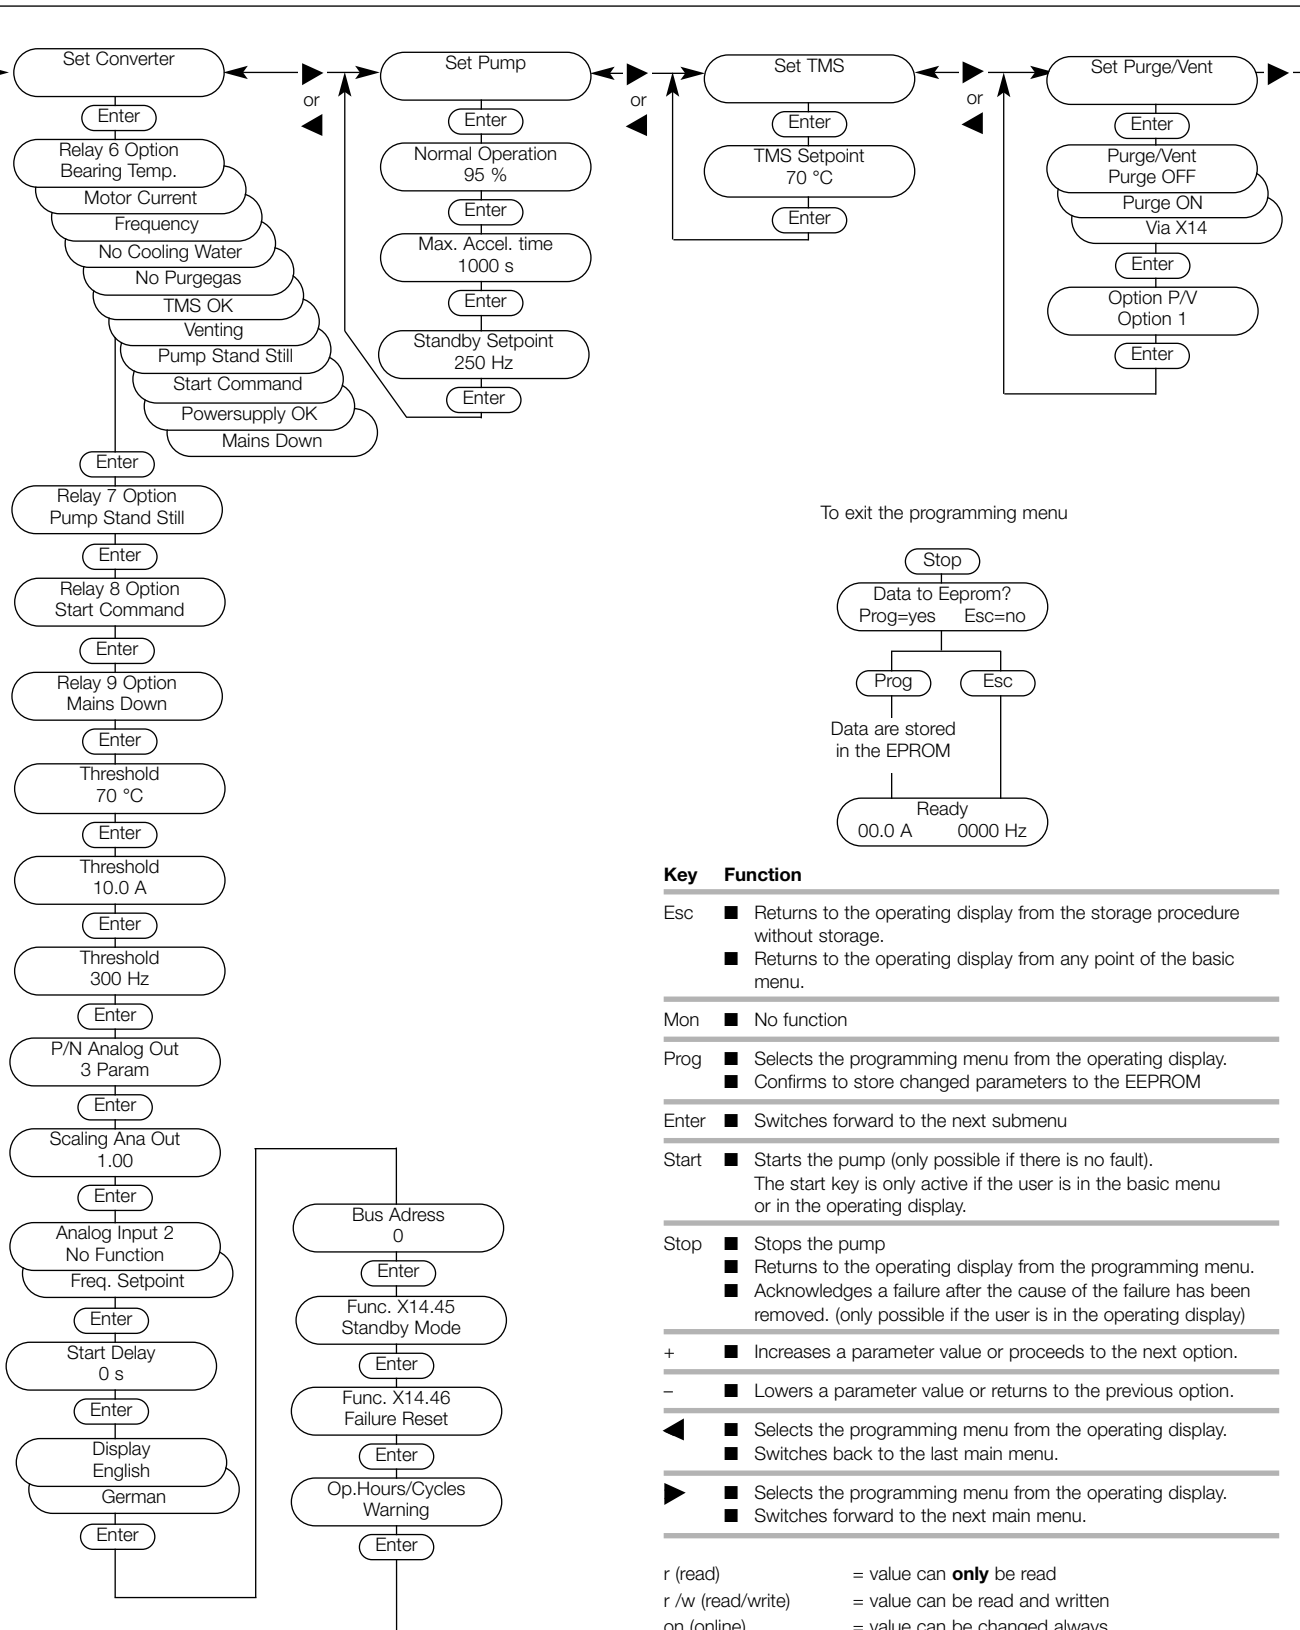 Set Converter
Enter
Relay 6 Option
Bearing Temp.
Motor Current
Frequency
No Cooling Water
No Purgegas
TMS OK
Venting
Pump Stand Still
Start Command
Powersupply OK
Mains Down
Enter
Relay 7 Option
Pump Stand Still
Enter
Relay 8 Option
Start Command
Enter
Relay 9 Option
Mains Down
Enter
Threshold
70 °C
Enter
Threshold
10.0 A
Enter
Threshold
300 Hz
Enter
P/N Analog Out
3 Param
Enter
Scaling Ana Out
1.00
Enter
Analog Input 2
No Function
Freq. Setpoint
Enter
Start Delay
0 s
Enter
Display
English
German
Enter
Bus Adress
0
Enter
Func. X14.45
Standby Mode
Enter
Func. X14.46
Failure Reset
Enter
Op.Hours/Cycles
Warning
Enter
or
Set Pump
Enter
Normal Operation
95 %
Enter
Max. Accel. time
1000 s
Enter
Standby Setpoint
250 Hz
Enter
or
Set TMS
Enter
TMS Setpoint
70 °C
Enter
or
Set Purge/Vent
Enter
Purge/Vent
Purge OFF
Purge ON
Via X14
Enter
Option P/V
Option 1
Enter
To exit the programming menu
Stop
Data to Eeprom?
Prog=yes Esc=no
Prog Esc
Data are stored
in the EPROM
Ready
00.0 A 0000 Hz
Key Function
Esc ■ Returns to the operating display from the storage procedure
without storage.
■ Returns to the operating display from any point of the basic
menu.
Mon ■ No function
Prog ■ Selects the programming menu from the operating display.
■ Confirms to store changed parameters to the EEPROM
Enter ■ Switches forward to the next submenu
Start ■ Starts the pump (only possible if there is no fault).
The start key is only active if the user is in the basic menu
or in the operating display.
Stop ■ Stops the pump
■ Returns to the operating display from the programming menu.
■ Acknowledges a failure after the cause of the failure has been
removed. (only possible if the user is in the operating display)
+ ■ Increases a parameter value or proceeds to the next option.
– ■ Lowers a parameter value or returns to the previous option.
◀ ■ Selects the programming menu from the operating display.
■ Switches back to the last main menu.
▶ ■ Selects the programming menu from the operating display.
■ Switches forward to the next main menu.
r (read) = value can only be read
r /w (read/write) = value can be read and written
on (online) = value can be changed always